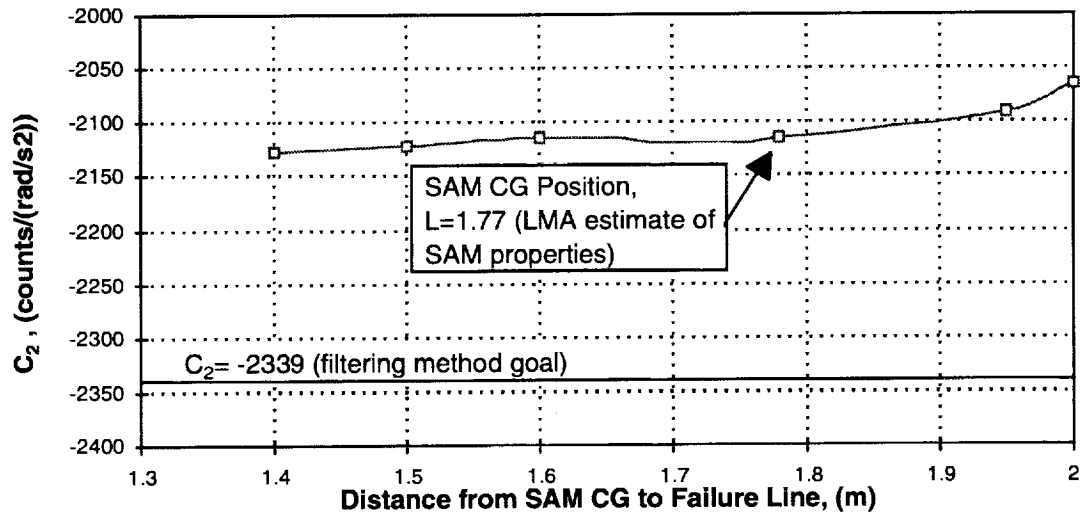 -2000
-2050
-2100
-2150
-2200
-2250
-2300
-2350
-2400
C2 , (counts/(rad/s2))
SAM CG Position,
L=1.77 (LMA estimate of
SAM properties)
C2= -2339 (filtering method goal)
1.3 1.4 1.5 1.6 1.7 1.8 1.9 2
Distance from SAM CG to Failure Line, (m)